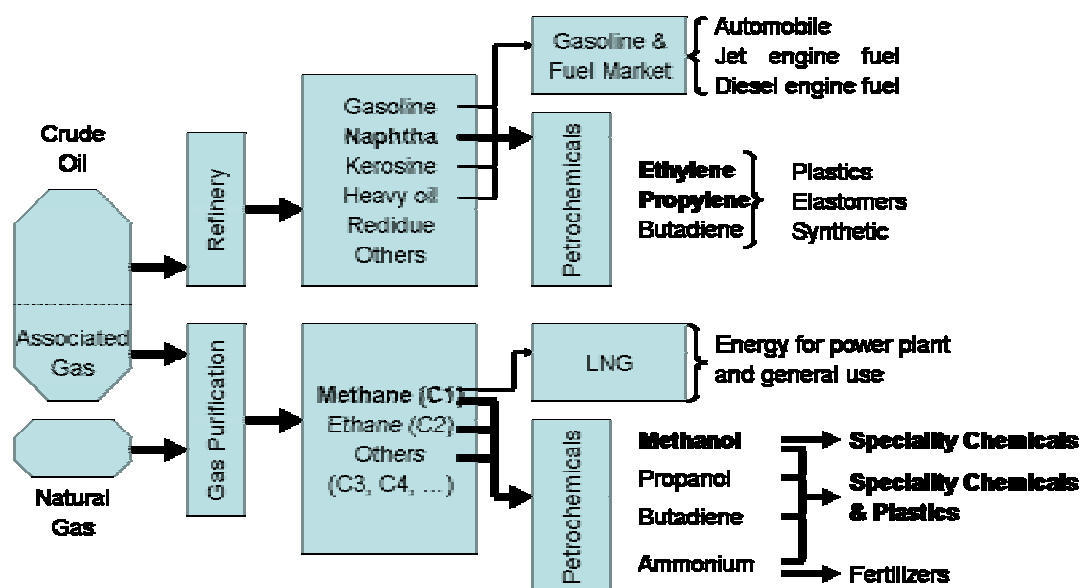 Crude
Oil
Associated
Gas
Natural
Gas
Refinery
Gas Purification
Gasoline
Naphtha
Kerosine
Heavy oil
Redidue
Others
Methane (C1)
Ethane (C2)
Others
(C3, C4, ...)
Gasoline &
Fuel Market
Automobile
Jet engine fuel
Diesel engine fuel
Petrochemicals
Ethylene
Propylene
Butadiene
Plastics
Elastomers
Synthetic
LNG
Energy for power plant
and general use
Petrochemicals
Methanol
Propanol
Butadiene
Ammonium
Speciality Chemicals
Speciality Chemicals
& Plastics
Fertilizers